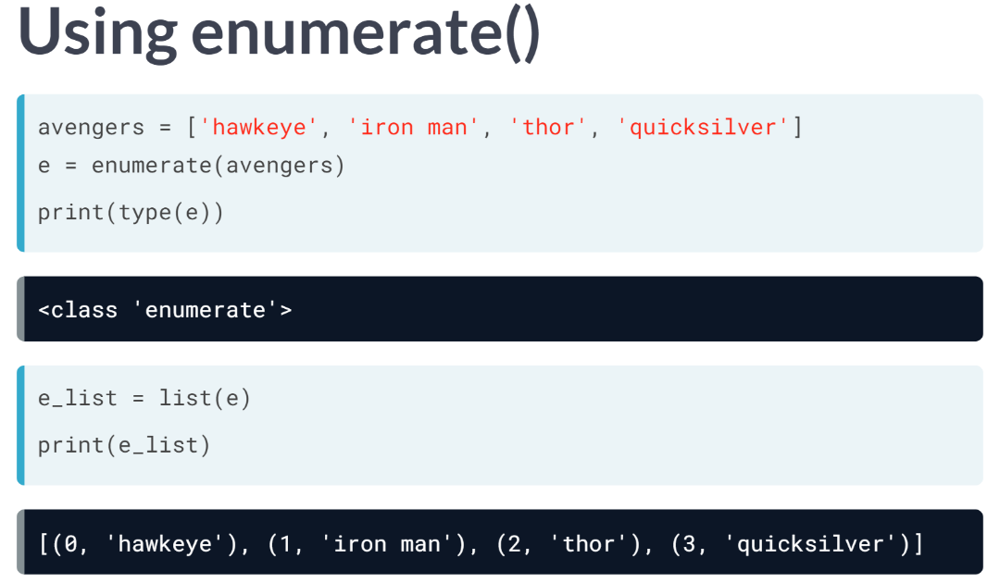 Using enumerate()
avengers = ['hawkeye', 'iron man', 'thor', 'quicksilver']
e = enumerate(avengers)
print(type(e))
<class 'enumerate'>
e_list = list(e)
print(e_list)
[(0, 'hawkeye'), (1, 'iron man'), (2, 'thor'), (3, 'quicksilver')]